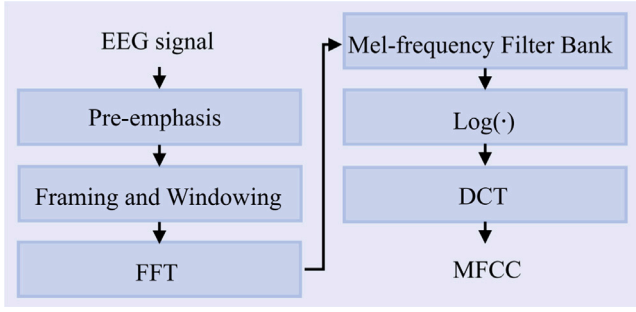 EEG signal
Pre-emphasis
Framing and Windowing
FFT
Mel-frequency Filter Bank
Log(·)
DCT
MFCC